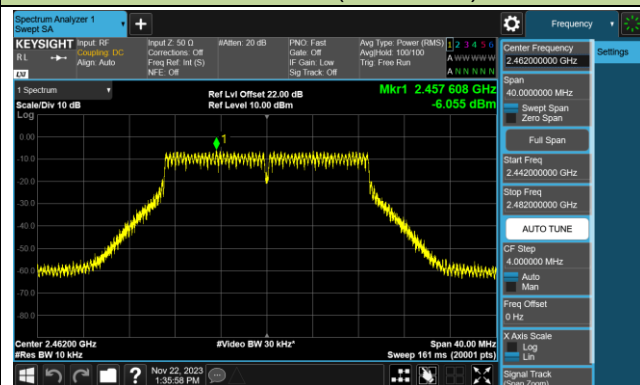 Spectrum Analyzer 1
Swept SA
Frequency
KEYSIGHT
RL
Input: RF
Coupling: DC
Align: Auto
Input Z: 50 Ω
Corrections: Off
Freq Ref: Int (S)
NFE: Off
#Atten: 20 dB
PNO: Fast
Gate: Off
IF Gain: Low
Sig Track: Off
Avg Type: Power (RMS)
Avg|Hold: 100/100
Trig: Free Run
1 2 3 4 5 6
A W W W W W
A N N N N N
Center Frequency
2.462000000 GHz
Settings
Span
40.0000000 MHz
Swept Span
Zero Span
Full Span
Start Freq
2.442000000 GHz
Stop Freq
2.482000000 GHz
AUTO TUNE
CF Step
4.000000 MHz
Auto
Man
Freq Offset
0 Hz
X Axis Scale
Log
Lin
Signal Track
(Span Zoom)
1 Spectrum
Scale/Div 10 dB
Log
Ref Lvl Offset 22.00 dB
Ref Level 10.00 dBm
Mkr1 2.457 608 GHz
-6.055 dBm
1
0.00
-10.0
-20.0
-30.0
-40.0
-50.0
-60.0
-70.0
-80.0
Center 2.46200 GHz
#Res BW 10 kHz
#Video BW 30 kHz*
Span 40.00 MHz
Sweep 161 ms (20001 pts)
Nov 22, 2023
1:35:58 PM